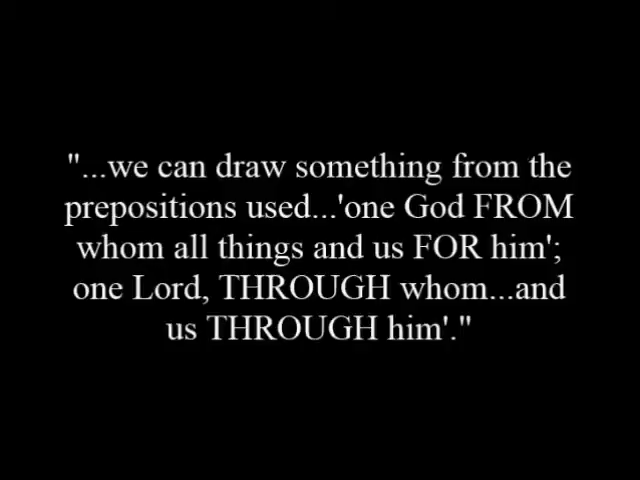 "...we can draw something from the
prepositions used...'one God FROM
whom all things and us FOR him';
one Lord, THROUGH whom...and
us THROUGH him'."